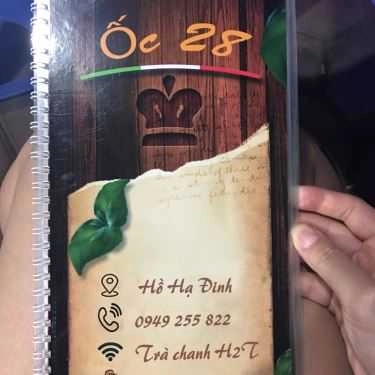 Ốc 28
Hồ Hạ Đình
0949 255 822
Trà chanh H2T